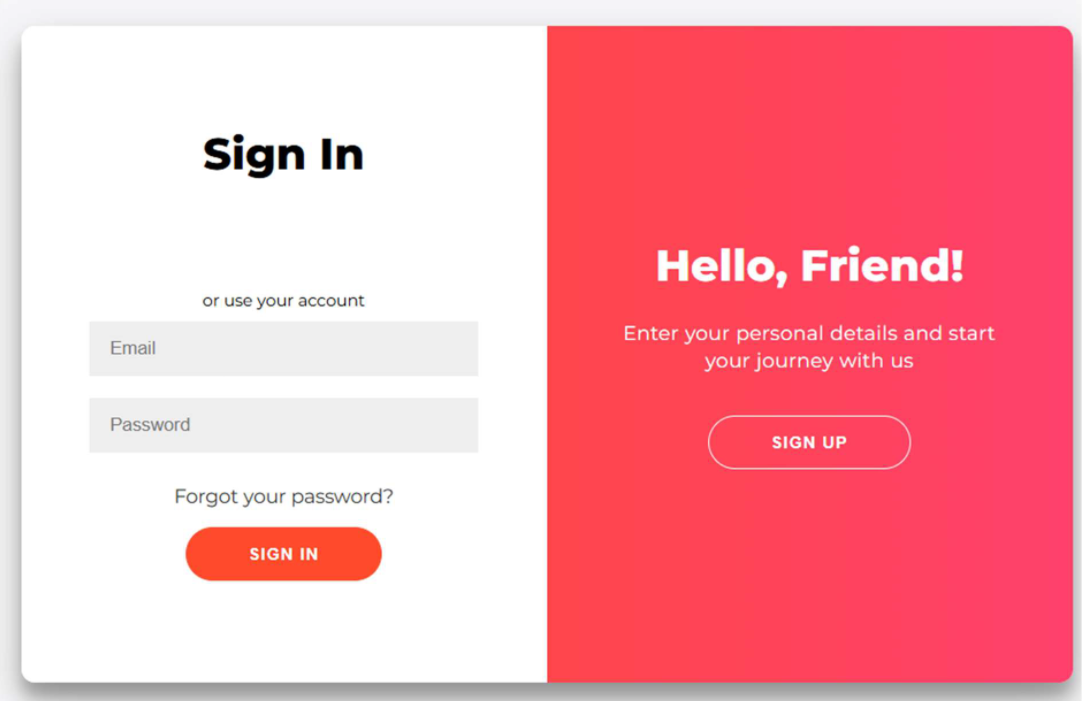 Sign In
or use your account
Email
Password
Forgot your password?
SIGN IN
Hello, Friend!
Enter your personal details and start
your journey with us
SIGN UP